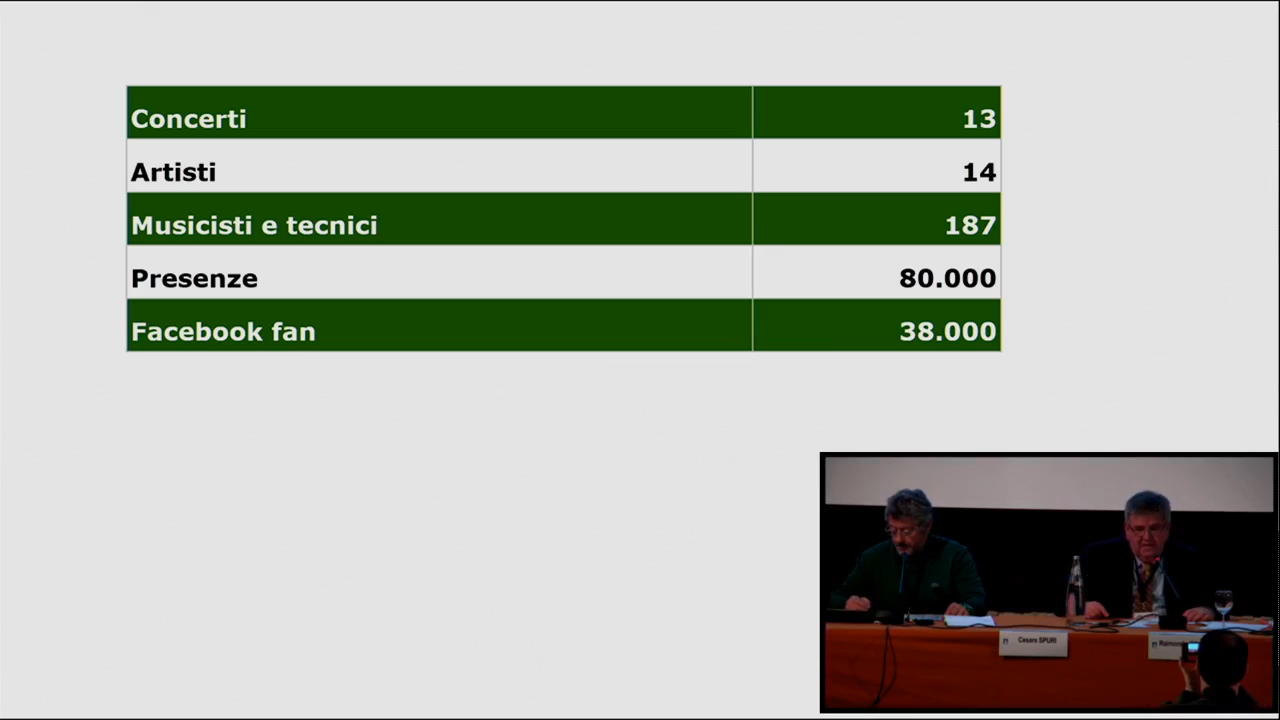 Concerti 13
Artisti 14
Musicisti e tecnici 187
Presenze 80.000
Facebook fan 38.000
Cesare SPURI